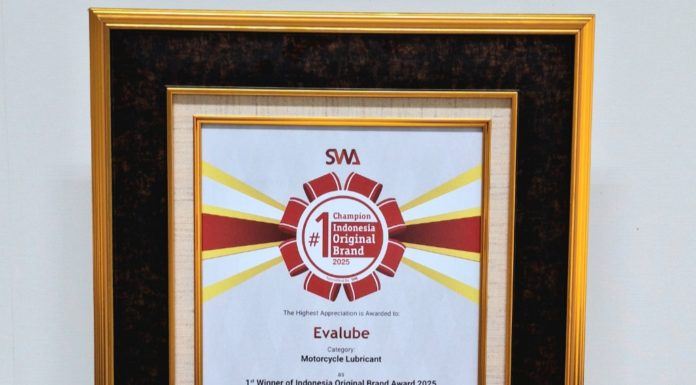 SWA
#1
Champion
Indonesia
Original
Brand
2025
The Highest Appreciation is Awarded to:
Evalube
Category:
Motorcycle Lubricant
as
1st Winner of Indonesia Original Brand Award 2025